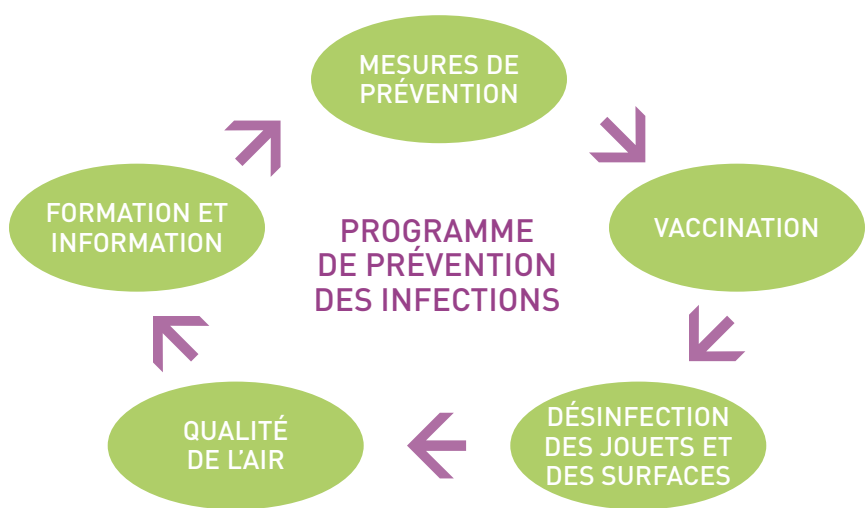 MESURES DE
PRÉVENTION
VACCINATION
DÉSINFECTION
DES JOUETS ET
DES SURFACES
QUALITÉ
DE L'AIR
FORMATION ET
INFORMATION
PROGRAMME
DE PRÉVENTION
DES INFECTIONS